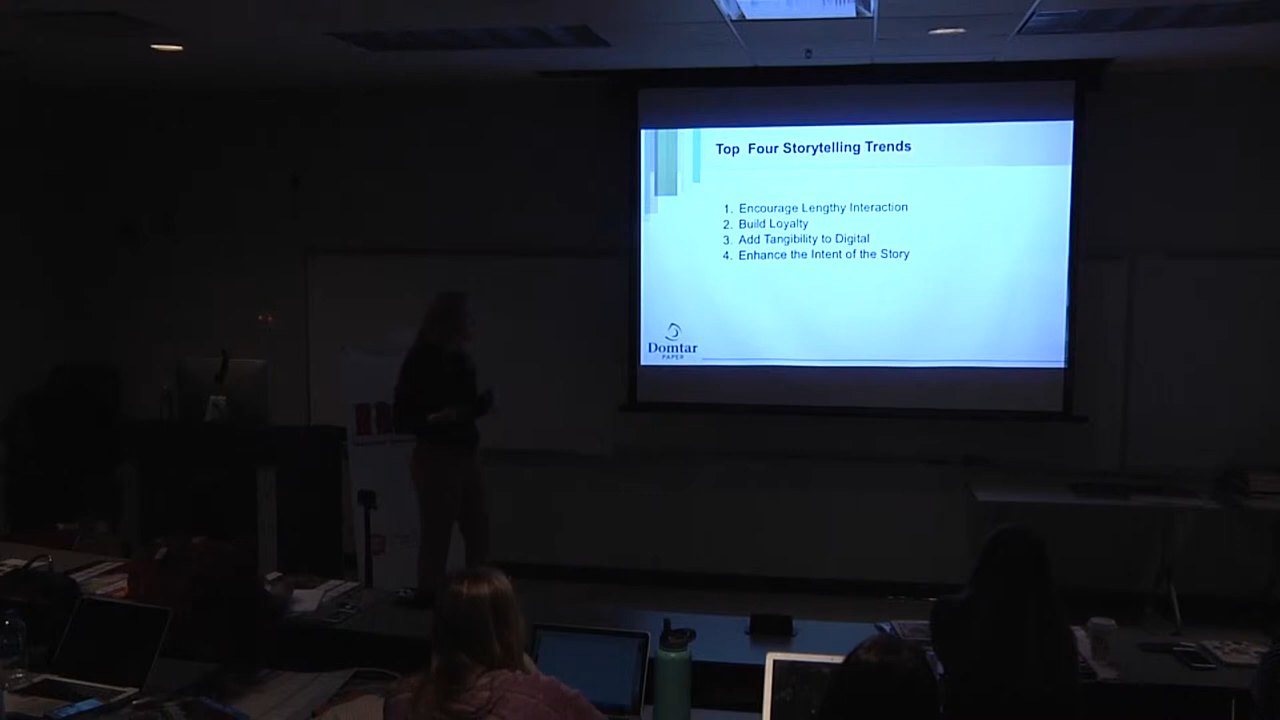 Top Four Storytelling Trends
1. Encourage Lengthy Interaction
2. Build Loyalty
3. Add Tangibility to Digital
4. Enhance the Intent of the Story
Domtar
PAPER